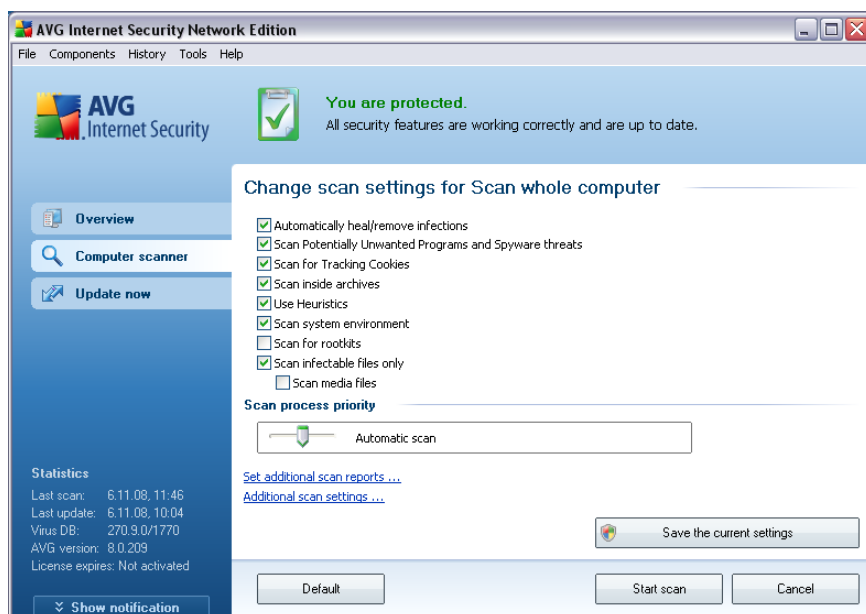 AVG Internet Security Network Edition
File Components History Tools Help
AVG
Internet Security
You are protected.
All security features are working correctly and are up to date.
Overview
Computer scanner
Update now
Change scan settings for Scan whole computer
Automatically heal/remove infections
Scan Potentially Unwanted Programs and Spyware threats
Scan for Tracking Cookies
Scan inside archives
Use Heuristics
Scan system environment
Scan for rootkits
Scan infectable files only
Scan media files
Scan process priority
Automatic scan
Set additional scan reports ...
Additional scan settings ...
Save the current settings
Default Start scan Cancel
Statistics
Last scan: 6.11.08, 11:46
Last update: 6.11.08, 10:04
Virus DB: 270.9.0/1770
AVG version: 8.0.209
License expires: Not activated
Show notification